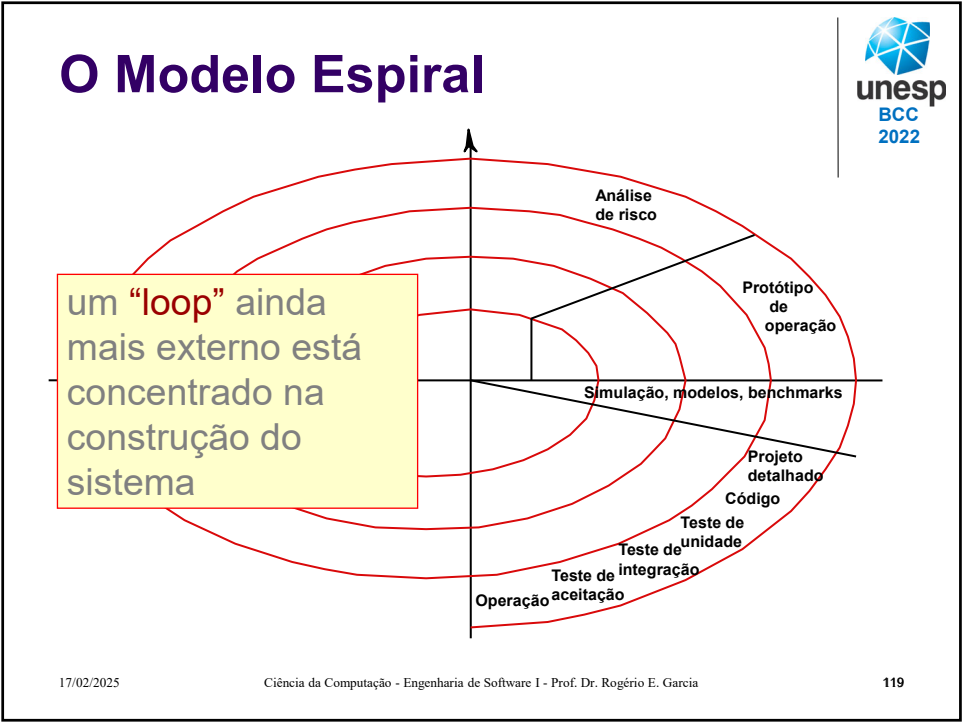 O Modelo Espiral
unesp
BCC
2022
Análise
de risco
Protótipo
de
operação
um “loop” ainda
mais externo está
concentrado na
construção do
sistema
Simulação, modelos, benchmarks
Projeto
detalhado
Código
Teste de
unidade
Teste de
integração
Teste de
aceitação
Operação
17/02/2025
Ciência da Computação - Engenharia de Software I - Prof. Dr. Rogério E. Garcia
119